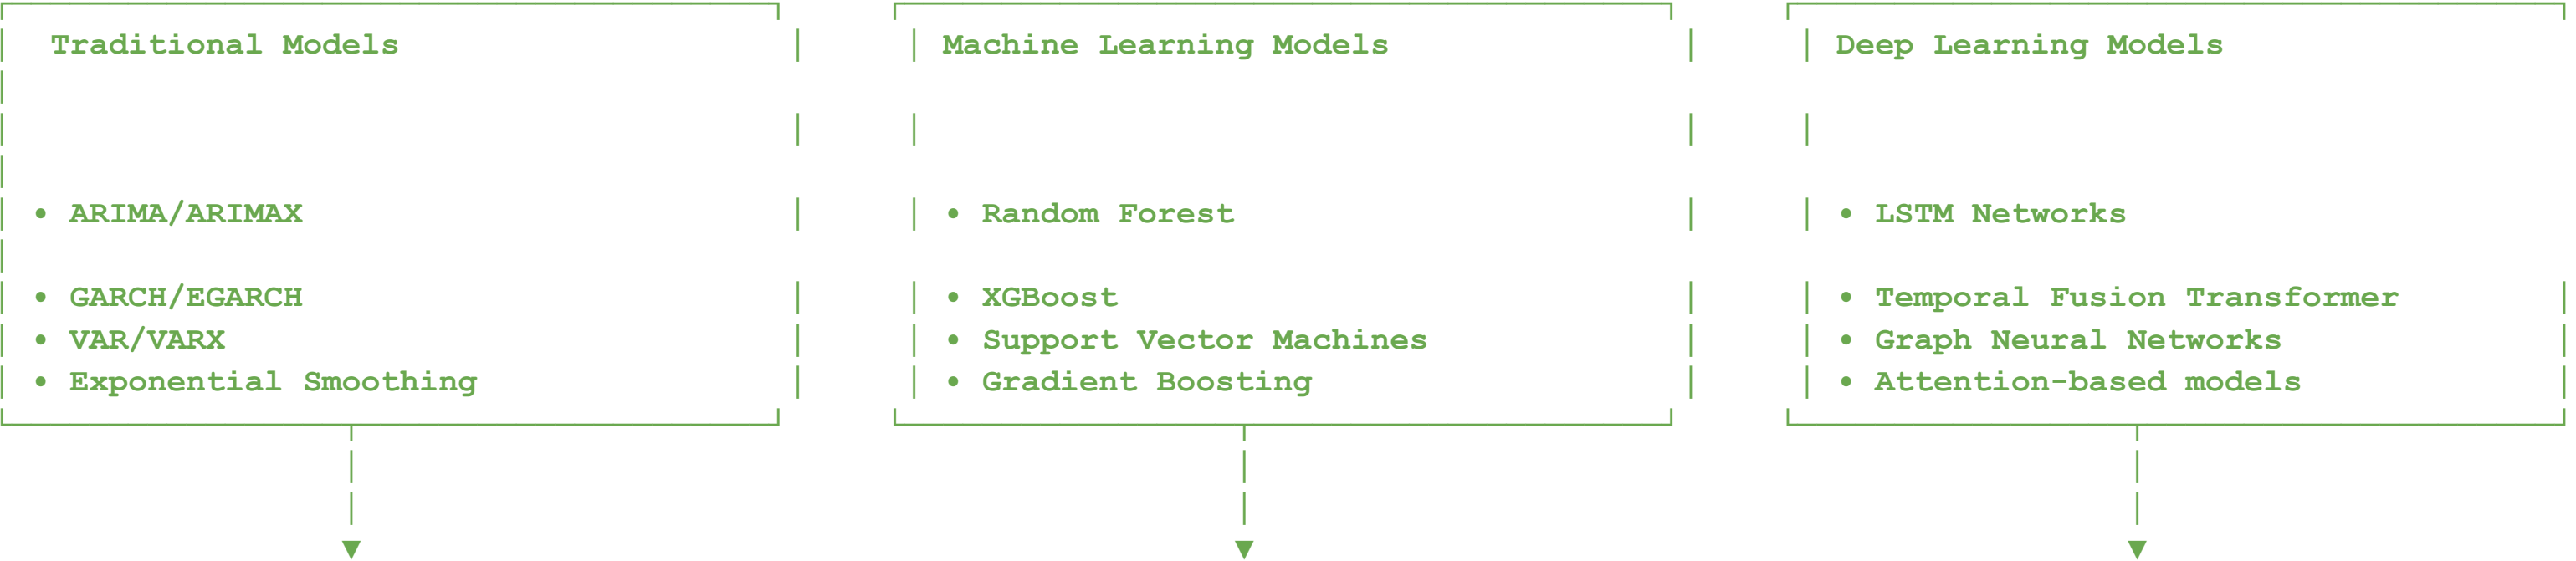 Traditional Models
• ARIMA/ARIMAX
• GARCH/EGARCH
• VAR/VARX
• Exponential Smoothing
Machine Learning Models
• Random Forest
• XGBoost
• Support Vector Machines
• Gradient Boosting
Deep Learning Models
• LSTM Networks
• Temporal Fusion Transformer
• Graph Neural Networks
• Attention-based models